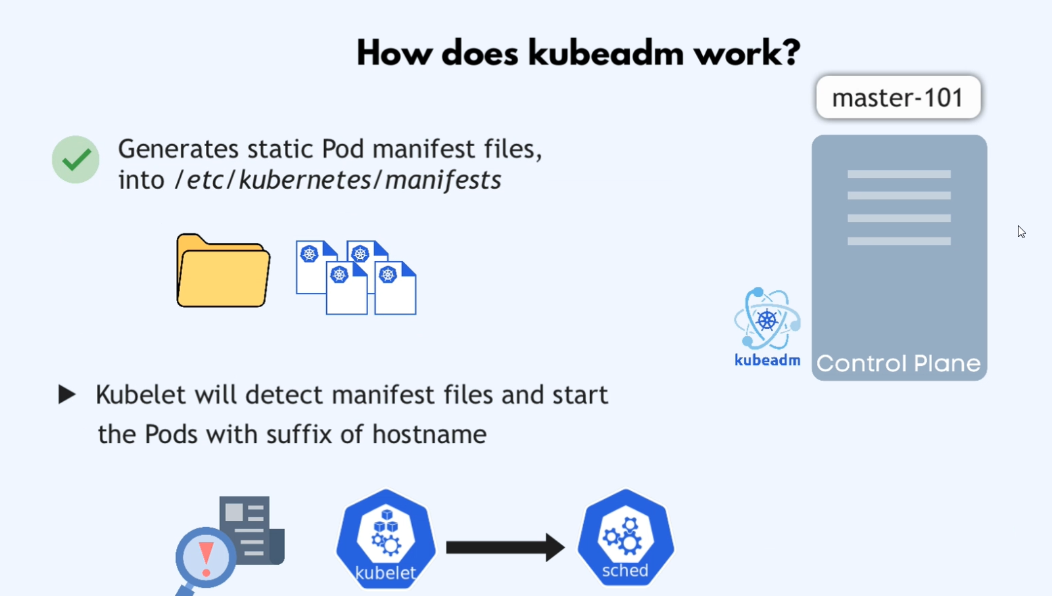 How does kubeadm work?
master-101
Generates static Pod manifest files,
into /etc/kubernetes/manifests
kubeadm
Control Plane
Kubelet will detect manifest files and start
the Pods with suffix of hostname
kubelet
sched